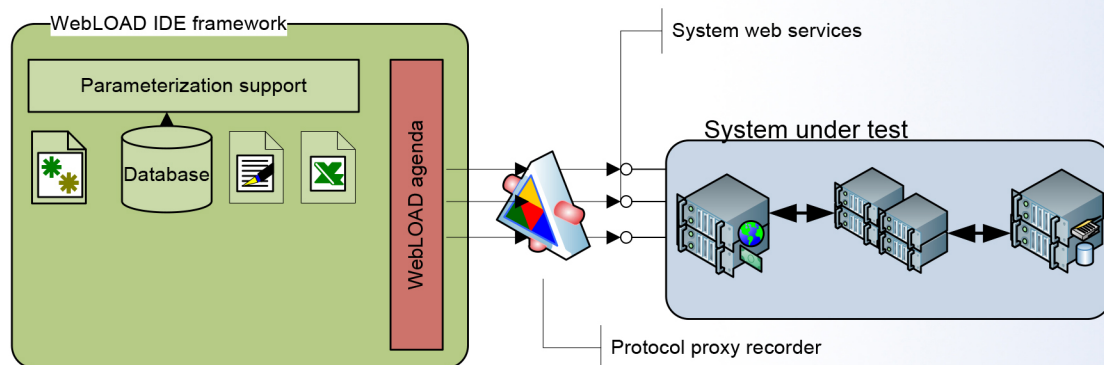 WebLOAD IDE framework
System web services
Parameterization support
System under test
Database
WebLOAD agenda
Protocol proxy recorder